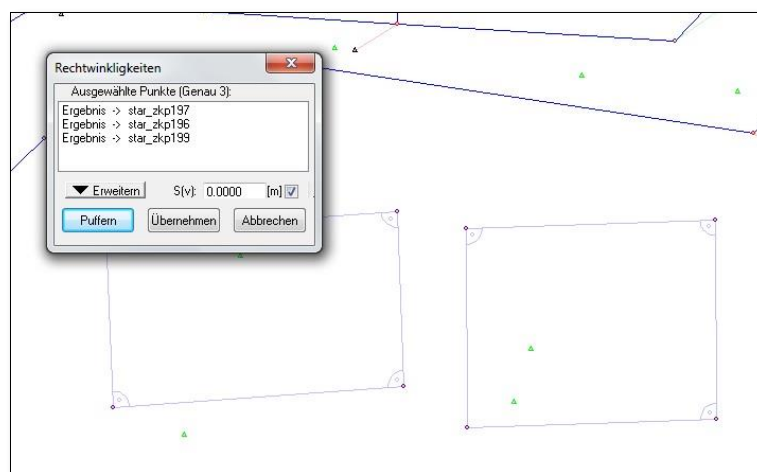 Rechtwinkligkeiten
Ausgewählte Punkte (Genau 3):
Ergebnis -> star_zkp197
Ergebnis -> star_zkp196
Ergebnis -> star_zkp199
Erweitern S(v): 0.0000 [m]
Puffern Übernehmen Abbrechen